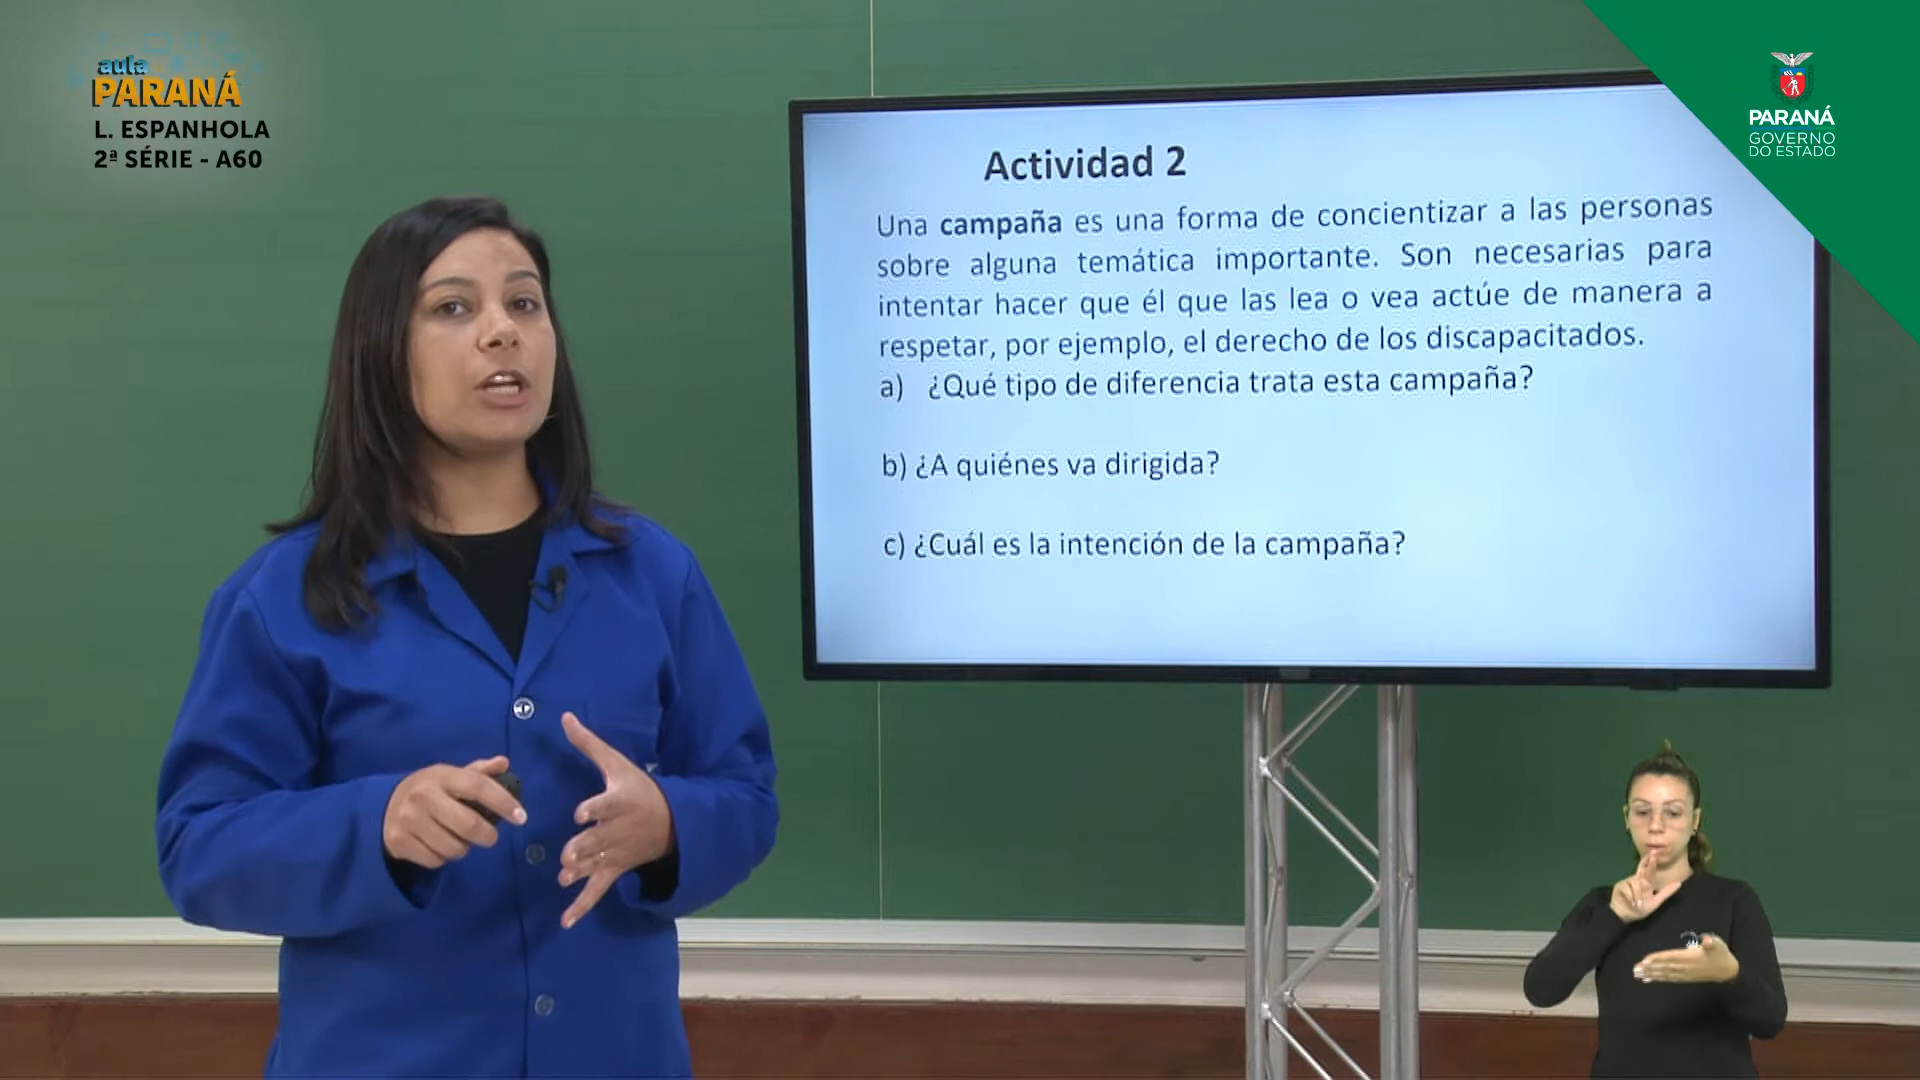 aula
PARANÁ
L. ESPANHOLA
2ª SÉRIE - A60
PARANÁ
GOVERNO
DO ESTADO
Actividad 2
Una campaña es una forma de concientizar a las personas
sobre alguna temática importante. Son necesarias para
intentar hacer que él que las lea o vea actúe de manera a
respetar, por ejemplo, el derecho de los discapacitados.
a) ¿Qué tipo de diferencia trata esta campaña?
b) ¿A quiénes va dirigida?
c) ¿Cuál es la intención de la campaña?